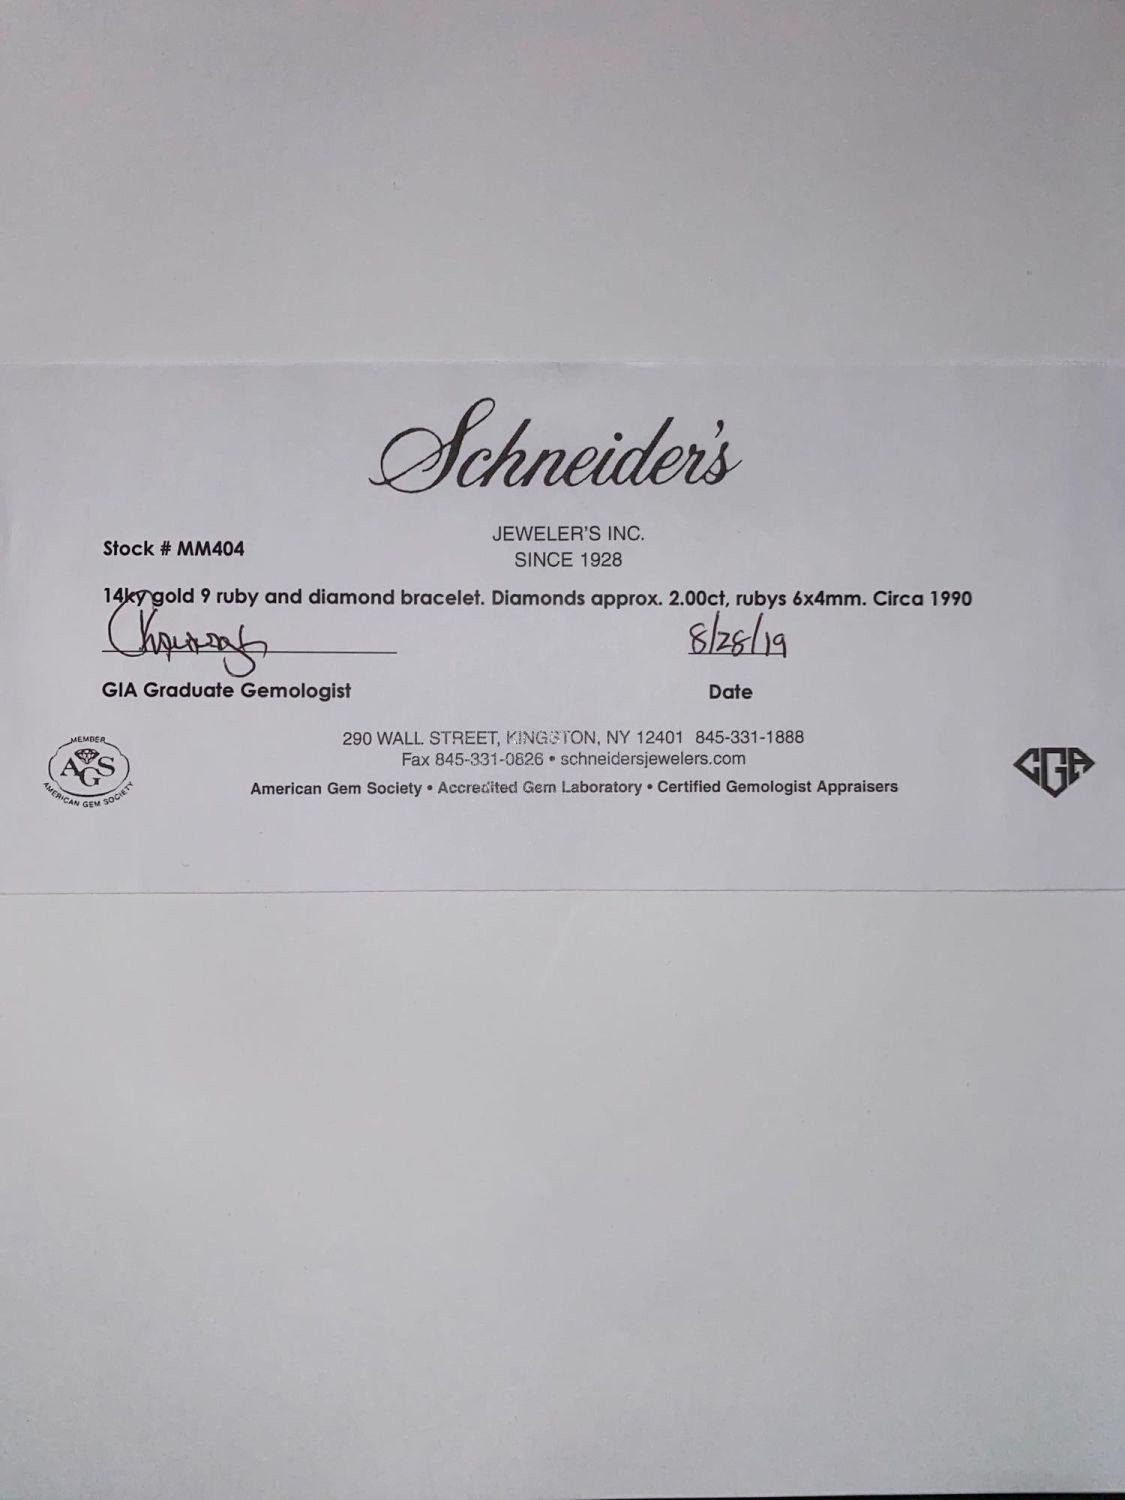 Schneider's
JEWELER'S INC.
SINCE 1928
Stock # MM404
14ky gold 9 ruby and diamond bracelet. Diamonds approx. 2.00ct, rubys 6x4mm. Circa 1990
8/28/19
GIA Graduate Gemologist
Date
290 WALL STREET, KINGSTON, NY 12401 845-331-1888
Fax 845-331-0826 • schneidersjewelers.com
American Gem Society • Accredited Gem Laboratory • Certified Gemologist Appraisers
MEMBER
AGS
AMERICAN GEM SOCIETY
CGA